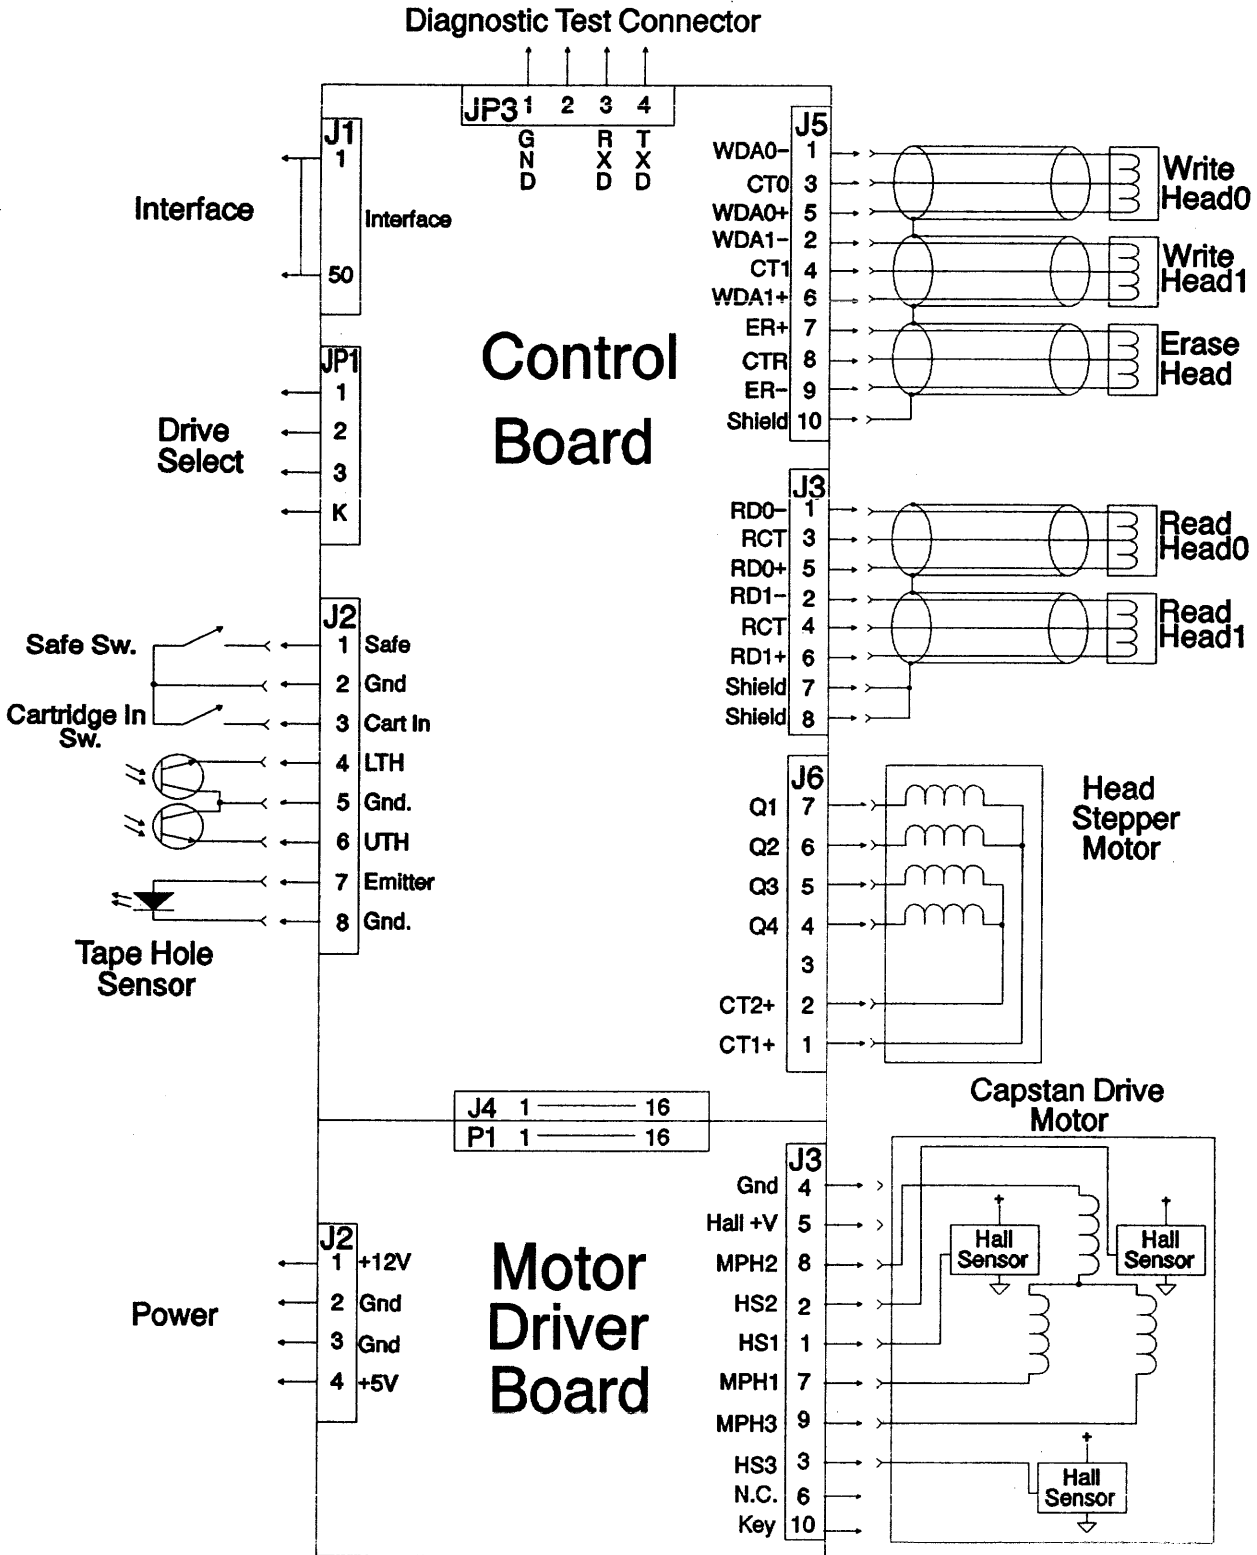 Diagnostic Test Connector
JP3 1 2 3 4
GND
RXD
TXD
J1
1
Interface
Interface
50
JP1
1
Drive
Select
2
3
K
Control
Board
J5
WDA0- 1
CT0 3
WDA0+ 5
WDA1- 2
CT1 4
WDA1+ 6
ER+ 7
CTR 8
ER- 9
Shield 10
Write
Head0
Write
Head1
Erase
Head
J3
RD0- 1
RCT 3
RD0+ 5
RD1- 2
RCT 4
RD1+ 6
Shield 7
Shield 8
Read
Head0
Read
Head1
J2
Safe Sw.
1 Safe
2 Gnd
Cartridge In
Sw.
3 Cart In
4 LTH
5 Gnd.
6 UTH
7 Emitter
8 Gnd.
Tape Hole
Sensor
J6
Q1 7
Q2 6
Q3 5
Q4 4
3
CT2+ 2
CT1+ 1
Head
Stepper
Motor
J4 1 16
P1 1 16
Capstan Drive
Motor
J2
1 +12V
2 Gnd
3 Gnd
4 +5V
Power
Motor
Driver
Board
J3
Gnd 4
Hall +V 5
MPH2 8
HS2 2
HS1 1
MPH1 7
MPH3 9
HS3 3
N.C. 6
Key 10
+
Hall
Sensor
+
Hall
Sensor
+
Hall
Sensor